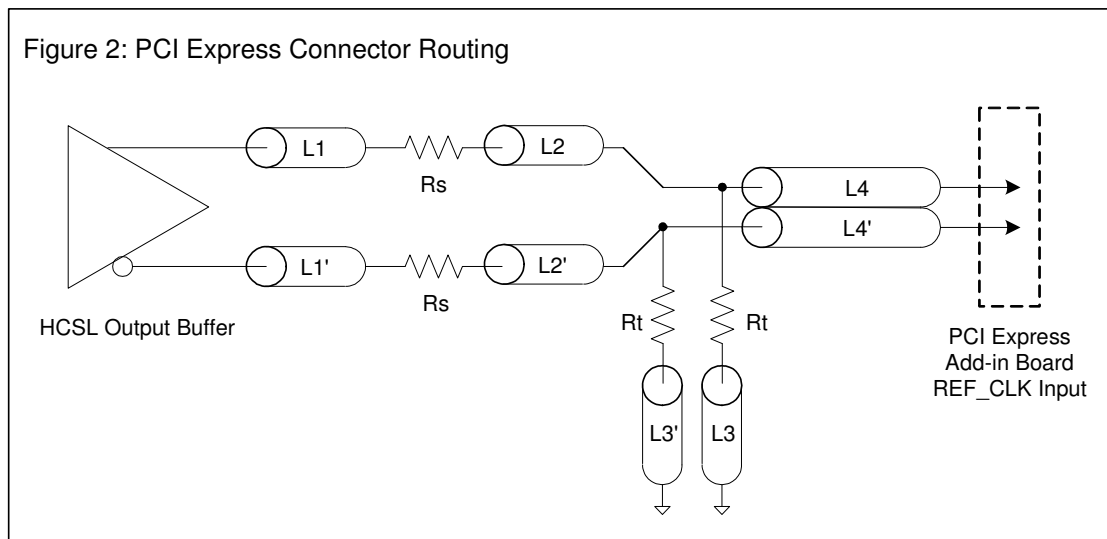 Figure 2: PCI Express Connector Routing
L1
Rs
L2
L4
L4'
L1'
Rs
L2'
HCSL Output Buffer
Rt
Rt
L3'
L3
PCI Express
Add-in Board
REF_CLK Input